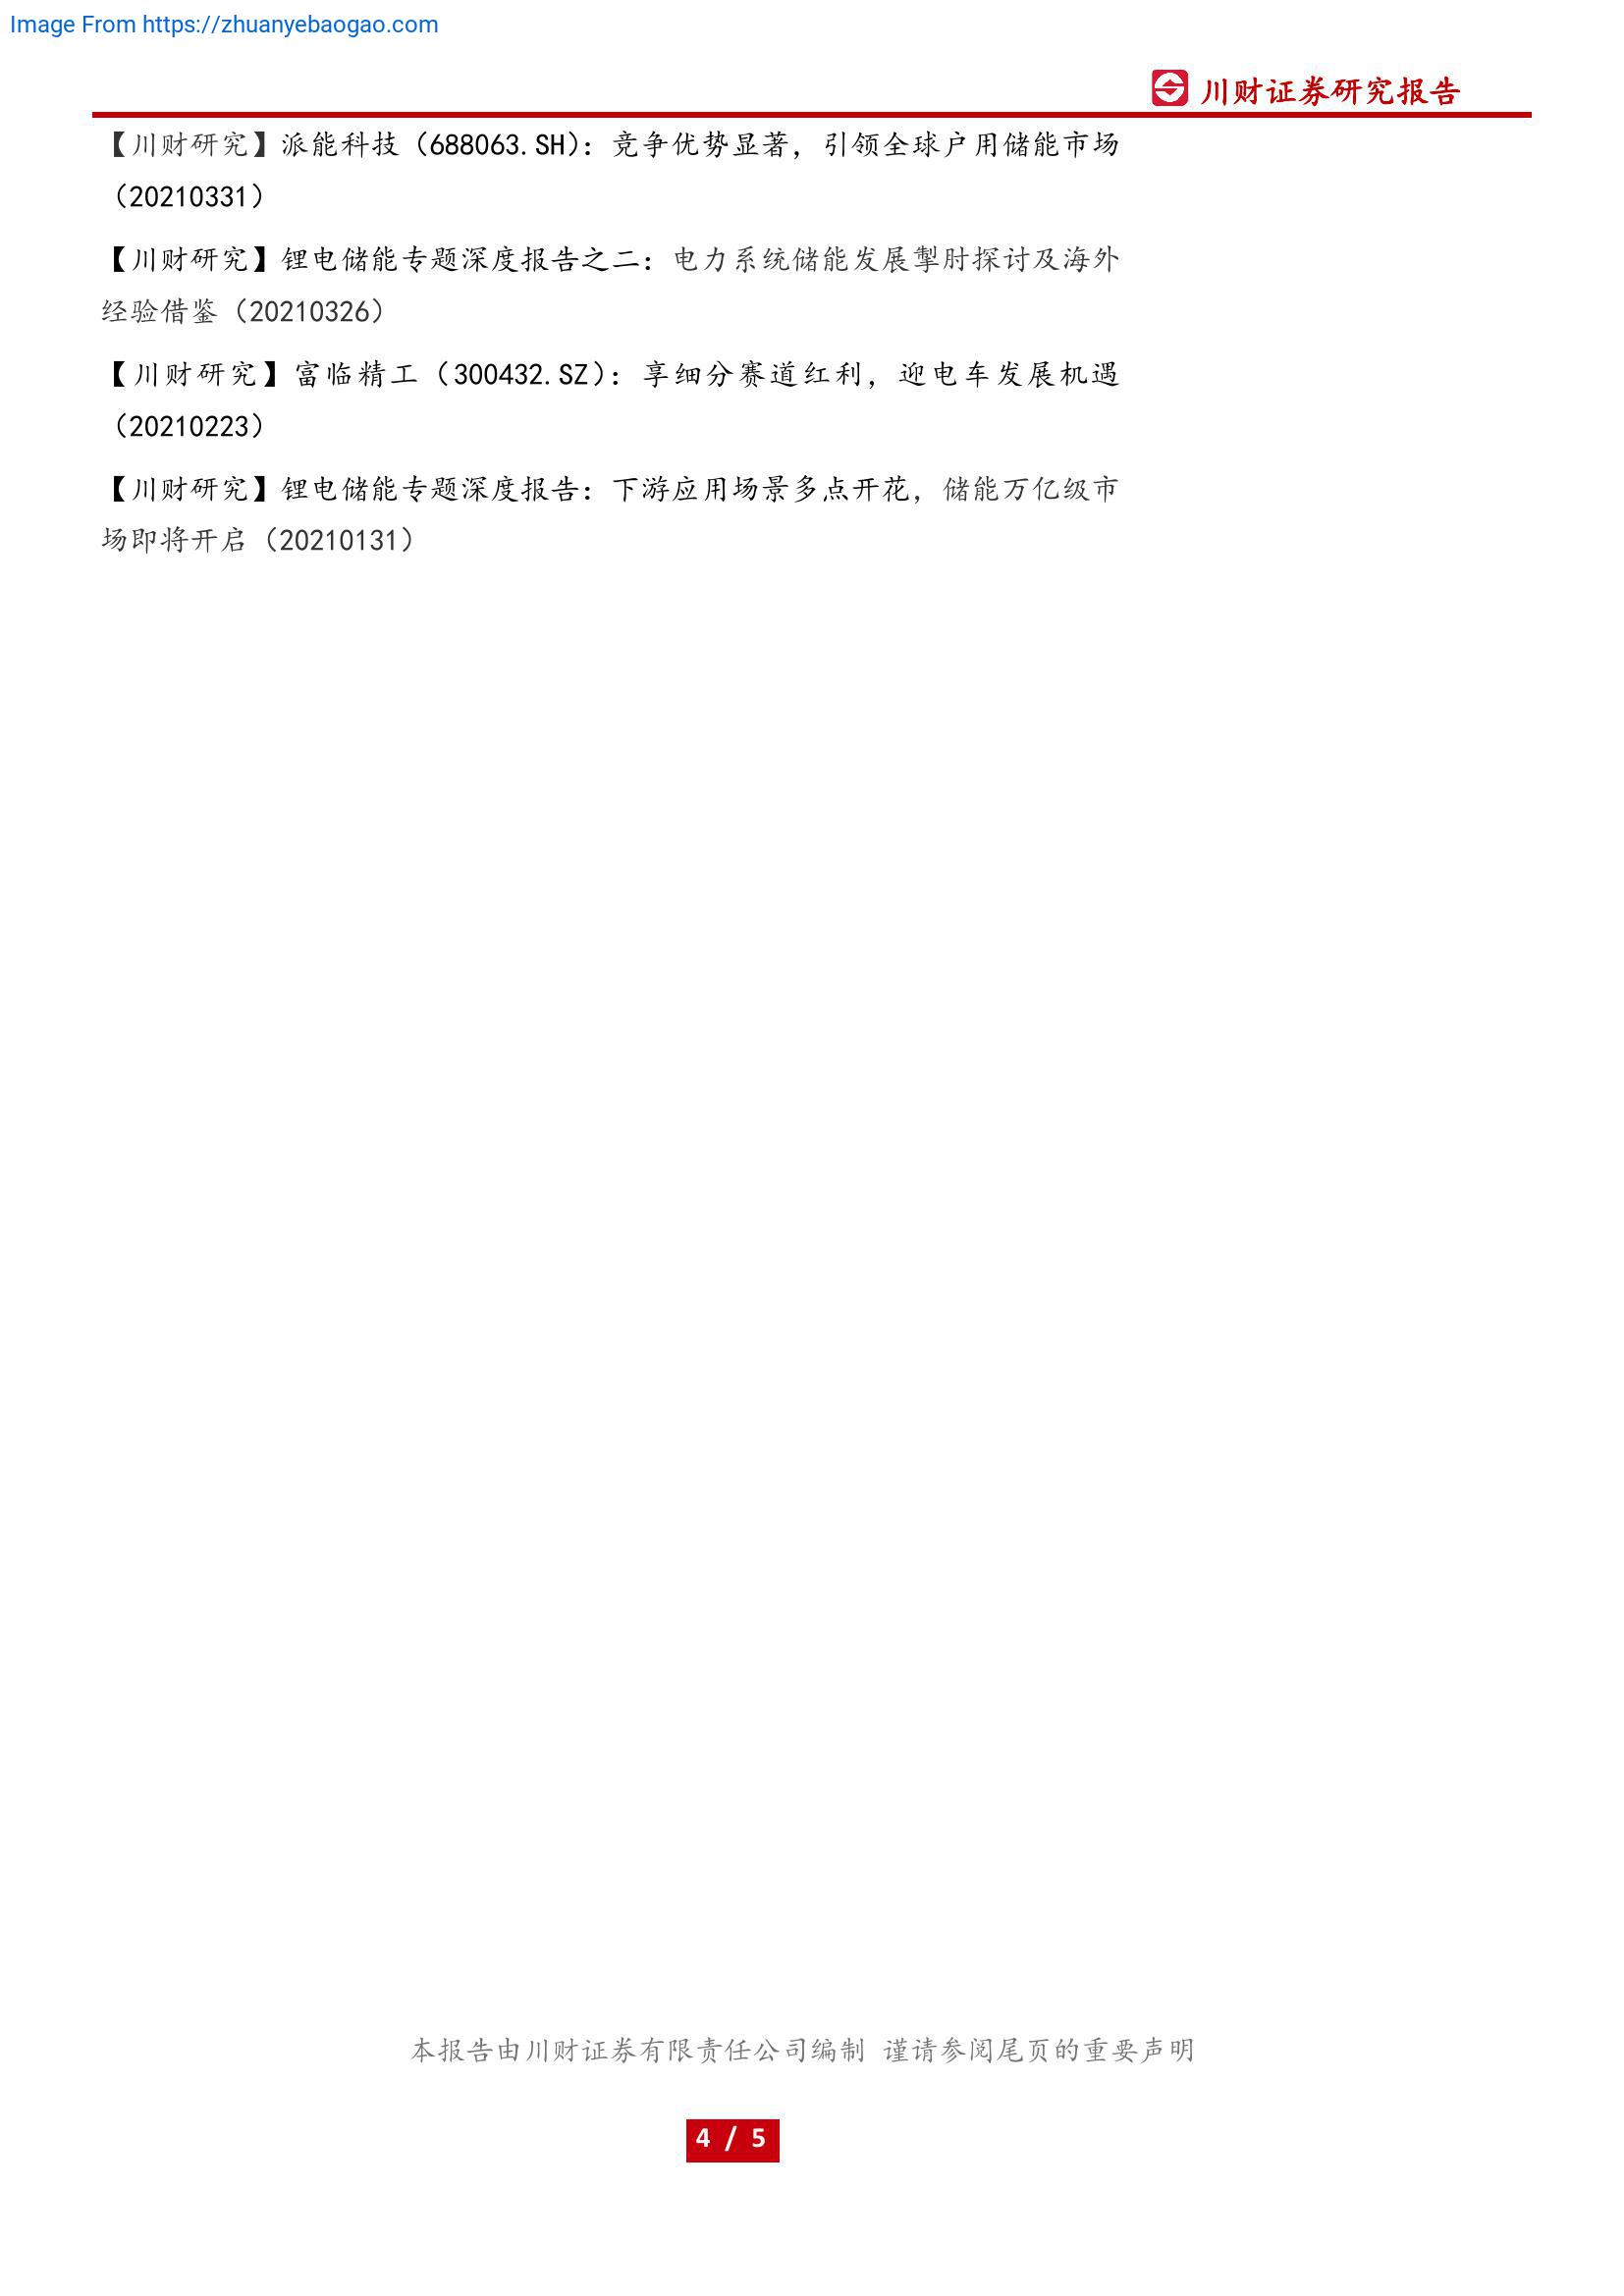 Image From https://zhuanyebaogao.com
川财证券研究报告
【川财研究】派能科技（688063.SH）：竞争优势显著，引领全球户用储能市场
（20210331）
【川财研究】锂电储能专题深度报告之二：电力系统储能发展掣肘探讨及海外
经验借鉴（20210326）
【川财研究】富临精工（300432.SZ）：享细分赛道红利，迎电车发展机遇
（20210223）
【川财研究】锂电储能专题深度报告：下游应用场景多点开花，储能万亿级市
场即将开启（20210131）
本报告由川财证券有限责任公司编制 谨请参阅尾页的重要声明
4 / 5